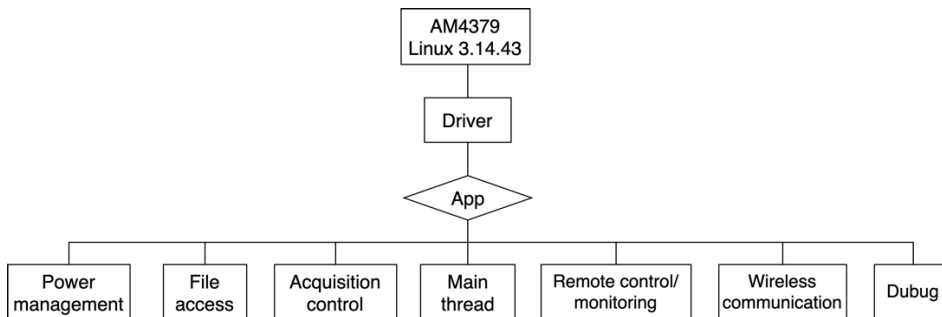 AM4379
Linux 3.14.43
Driver
App
Power
management
File
access
Acquisition
control
Main
thread
Remote control/
monitoring
Wireless
communication
Dubug